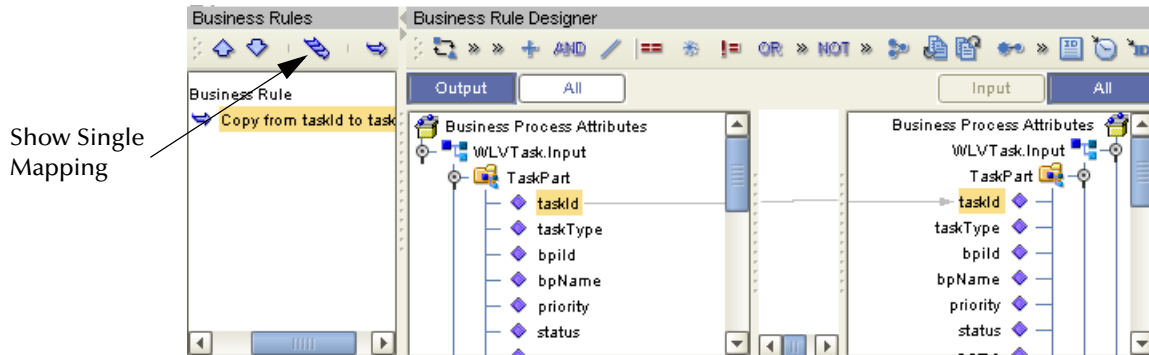 Business Rules
Business Rule Designer
AND
==
!=
OR
NOT
Business Rule
Copy from taskId to task
Show Single
Mapping
Output
All
Input
All
Business Process Attributes
WLVTask.Input
TaskPart
taskId
taskType
bpiId
bpName
priority
status
Business Process Attributes
WLVTask.Input
TaskPart
taskId
taskType
bpiId
bpName
priority
status